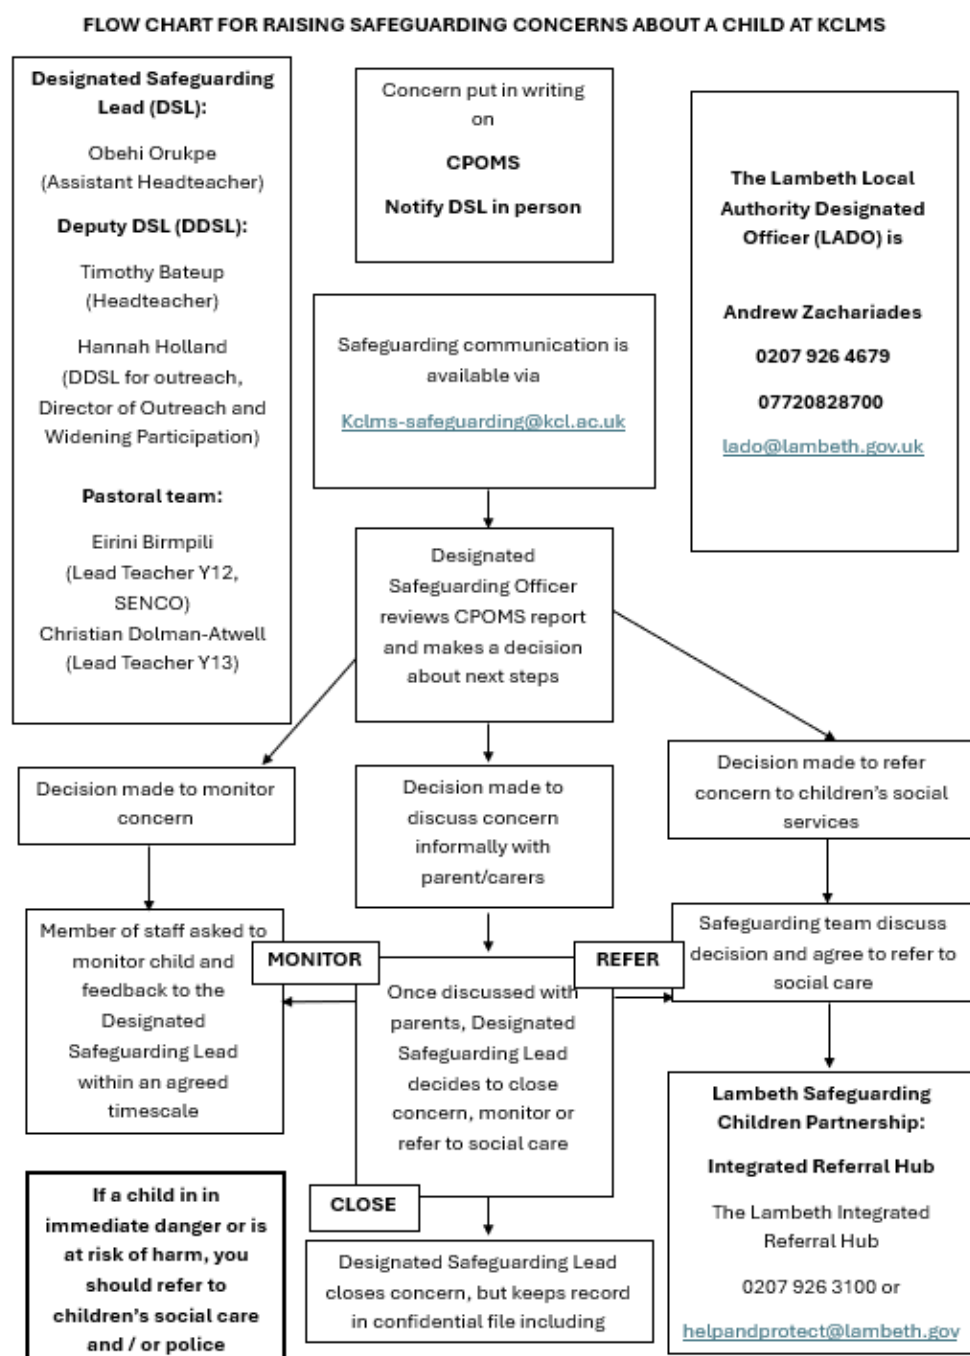 FLOW CHART FOR RAISING SAFEGUARDING CONCERNS ABOUT A CHILD AT KCLMS
Designated Safeguarding
Lead (DSL):
Obehi Orukpe
(Assistant Headteacher)
Deputy DSL (DDSL):
Timothy Bateup
(Headteacher)
Hannah Holland
(DDSL for outreach,
Director of Outreach and
Widening Participation)
Pastoral team:
Eirini Birmpili
(Lead Teacher Y12,
SENCO)
Christian Dolman-Atwell
(Lead Teacher Y13)
Concern put in writing
on
CPOMS
Notify DSL in person
The Lambeth Local
Authority Designated
Officer (LADO) is
Andrew Zachariades
0207 926 4679
07720828700
lado@lambeth.gov.uk
Safeguarding communication is
available via
Kclms-safeguarding@kcl.ac.uk
Designated
Safeguarding Officer
reviews CPOMS report
and makes a decision
about next steps
Decision made to monitor
concern
Decision made to
discuss concern
informally with
parent/carers
Decision made to refer
concern to children's social
services
Member of staff asked to
monitor child and
feedback to the
Designated
Safeguarding Lead
within an agreed
timescale
MONITOR
Once discussed with
parents, Designated
Safeguarding Lead
decides to close
concern, monitor or
refer to social care
REFER
Safeguarding team discuss
decision and agree to refer to
social care
CLOSE
Designated Safeguarding Lead
closes concern, but keeps record
in confidential file including
Lambeth Safeguarding
Children Partnership:
Integrated Referral Hub
The Lambeth Integrated
Referral Hub
0207 926 3100 or
helpandprotect@lambeth.gov
If a child in in
immediate danger or is
at risk of harm, you
should refer to
children's social care
and / or police